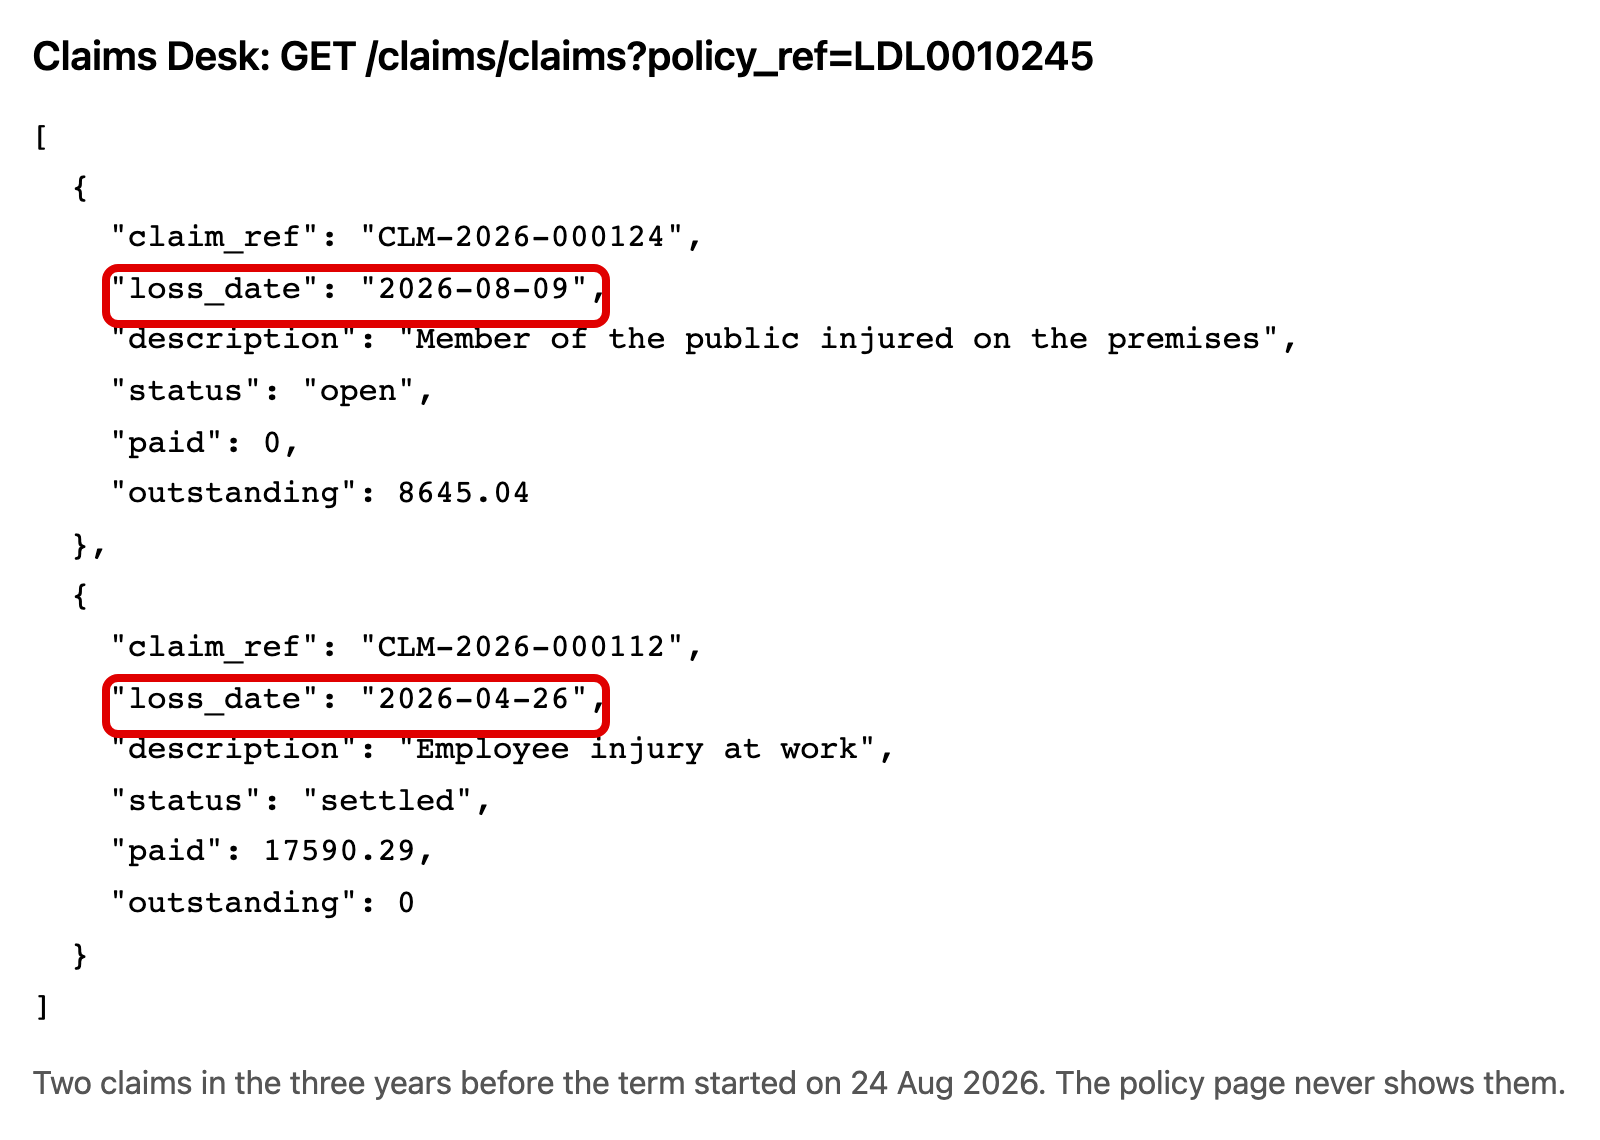 Claims Desk: GET /claims/claims?policy_ref=LDL0010245
[
{
"claim_ref": "CLM-2026-000124",
"loss_date": "2026-08-09",
"description": "Member of the public injured on the premises",
"status": "open",
"paid": 0,
"outstanding": 8645.04
},
{
"claim_ref": "CLM-2026-000112",
"loss_date": "2026-04-26",
"description": "Employee injury at work",
"status": "settled",
"paid": 17590.29,
"outstanding": 0
}
]
Two claims in the three years before the term started on 24 Aug 2026. The policy page never shows them.